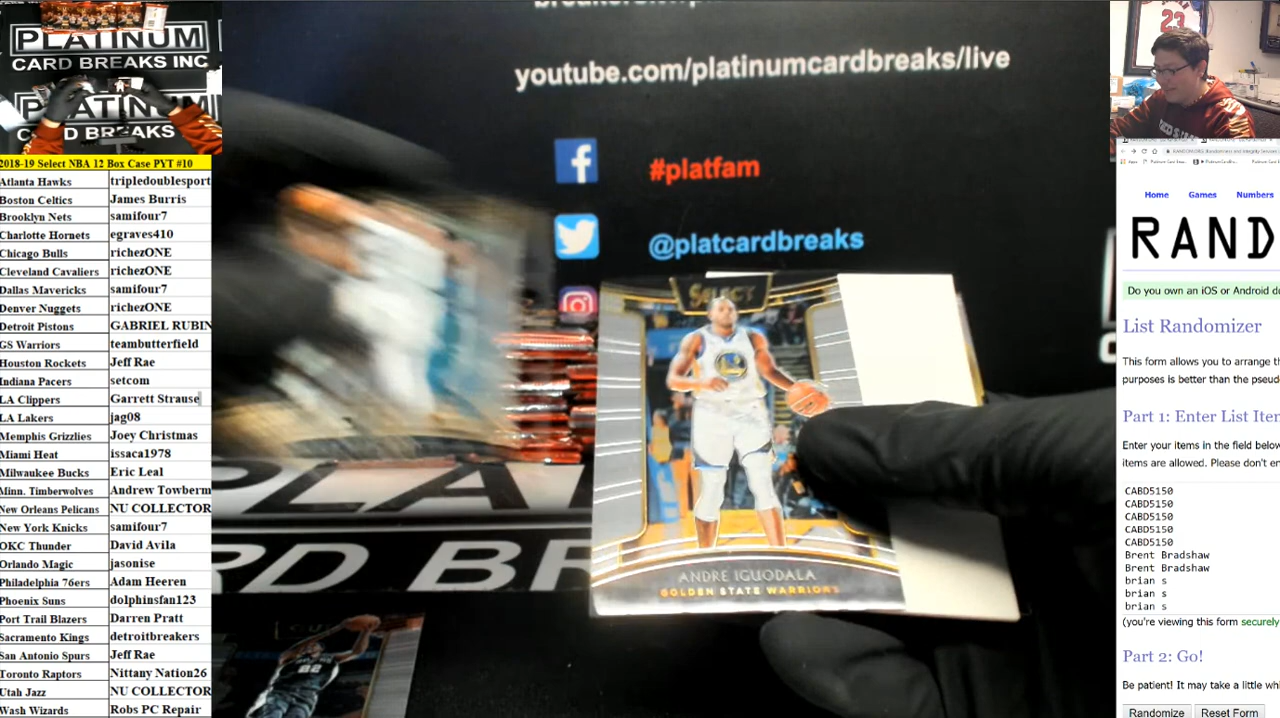 PLATINUM
CARD BREAKS INC
PLATINUM
CARD BREAKS
2018-19 Select NBA 12 Box Case PYT #10
Atlanta Hawks tripledoublesport
Boston Celtics James Burris
Brooklyn Nets samifour7
Charlotte Hornets egraves410
Chicago Bulls richezONE
Cleveland Cavaliers richezONE
Dallas Mavericks samifour7
Denver Nuggets richezONE
Detroit Pistons GABRIEL RUBIN
GS Warriors teambutterfield
Houston Rockets Jeff Rae
Indiana Pacers setcom
LA Clippers Garrett Strause
LA Lakers jag08
Memphis Grizzlies Joey Christmas
Miami Heat issaca1978
Milwaukee Bucks Eric Leal
Minn. Timberwolves Andrew Towberm
New Orleans Pelicans NU COLLECTOR
New York Knicks samifour7
OKC Thunder David Avila
Orlando Magic jasonise
Philadelphia 76ers Adam Heeren
Phoenix Suns dolphinsfan123
Port Trail Blazers Darren Pratt
Sacramento Kings detroitbreakers
San Antonio Spurs Jeff Rae
Toronto Raptors Nittany Nation26
Utah Jazz NU COLLECTOR
Wash Wizards Robs PC Repair
youtube.com/platinumcardbreaks/live
#platfam
@platcardbreaks
SELECT
ANDRE IGUODALA
GOLDEN STATE WARRIORS
PLA
RD BRE
22
23
Home Games Numbers
RAND
Do you own an iOS or Android de
List Randomizer
This form allows you to arrange th
purposes is better than the pseud
Part 1: Enter List Iten
Enter your items in the field below
items are allowed. Please don't en
CABD5150
CABD5150
CABD5150
CABD5150
CABD5150
Brent Bradshaw
Brent Bradshaw
brian s
brian s
brian s
(you're viewing this form securely
Part 2: Go!
Be patient! It may take a little whi
Randomize Reset Form